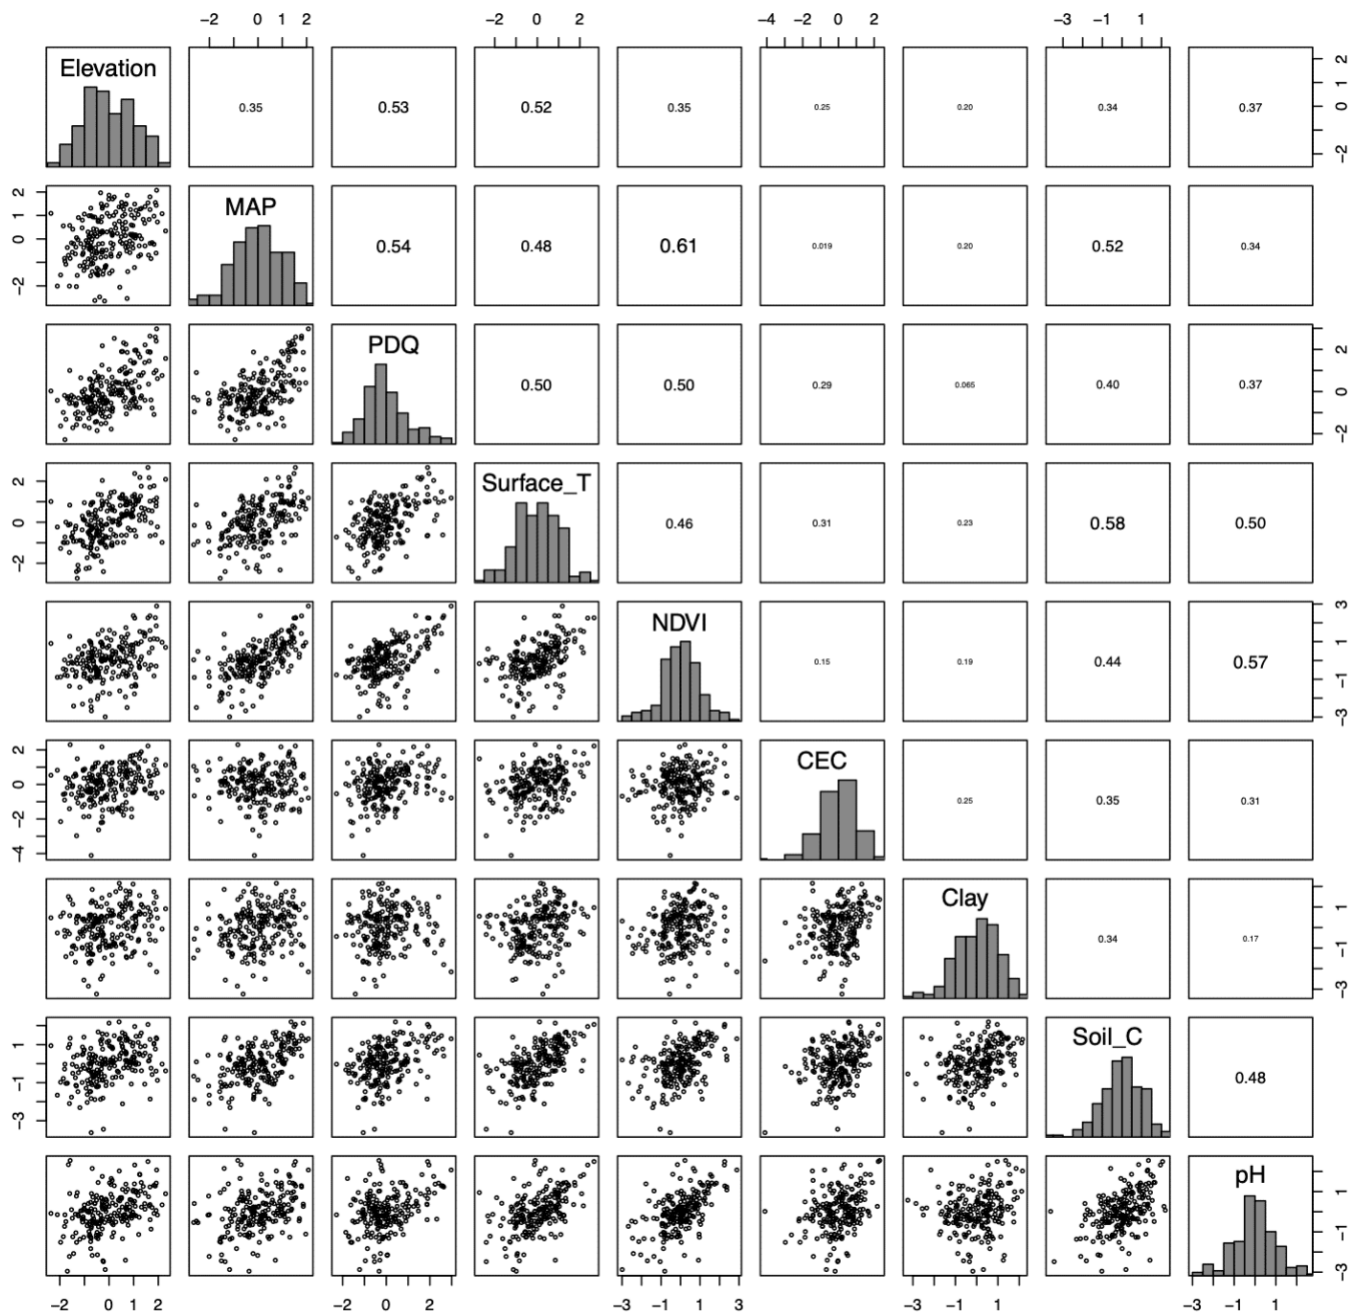 −2 0 1 2 −2 0 2 −4 0 2 −3 −1 1
Elevation 0.35 0.53 0.52 0.35 0.25 0.20 0.34 0.37
−2 0 1 2
MAP 0.54 0.48 0.61 0.019 0.20 0.52 0.34
−2 0 1 2
PDQ 0.50 0.50 0.29 0.065 0.40 0.37
−2 0 2
Surface_T 0.46 0.31 0.23 0.58 0.50
−2 0 2
NDVI 0.15 0.19 0.44 0.57
−3 −1 1 3
CEC 0.25 0.35 0.31
−4 −2 0 2
Clay 0.34 0.17
−3 −1 1
Soil_C 0.48
−3 −1 1
pH
−3 −1 1
−2 0 1 2 −2 0 2 −3 −1 1 3 −3 −1 1 −3 −1 1